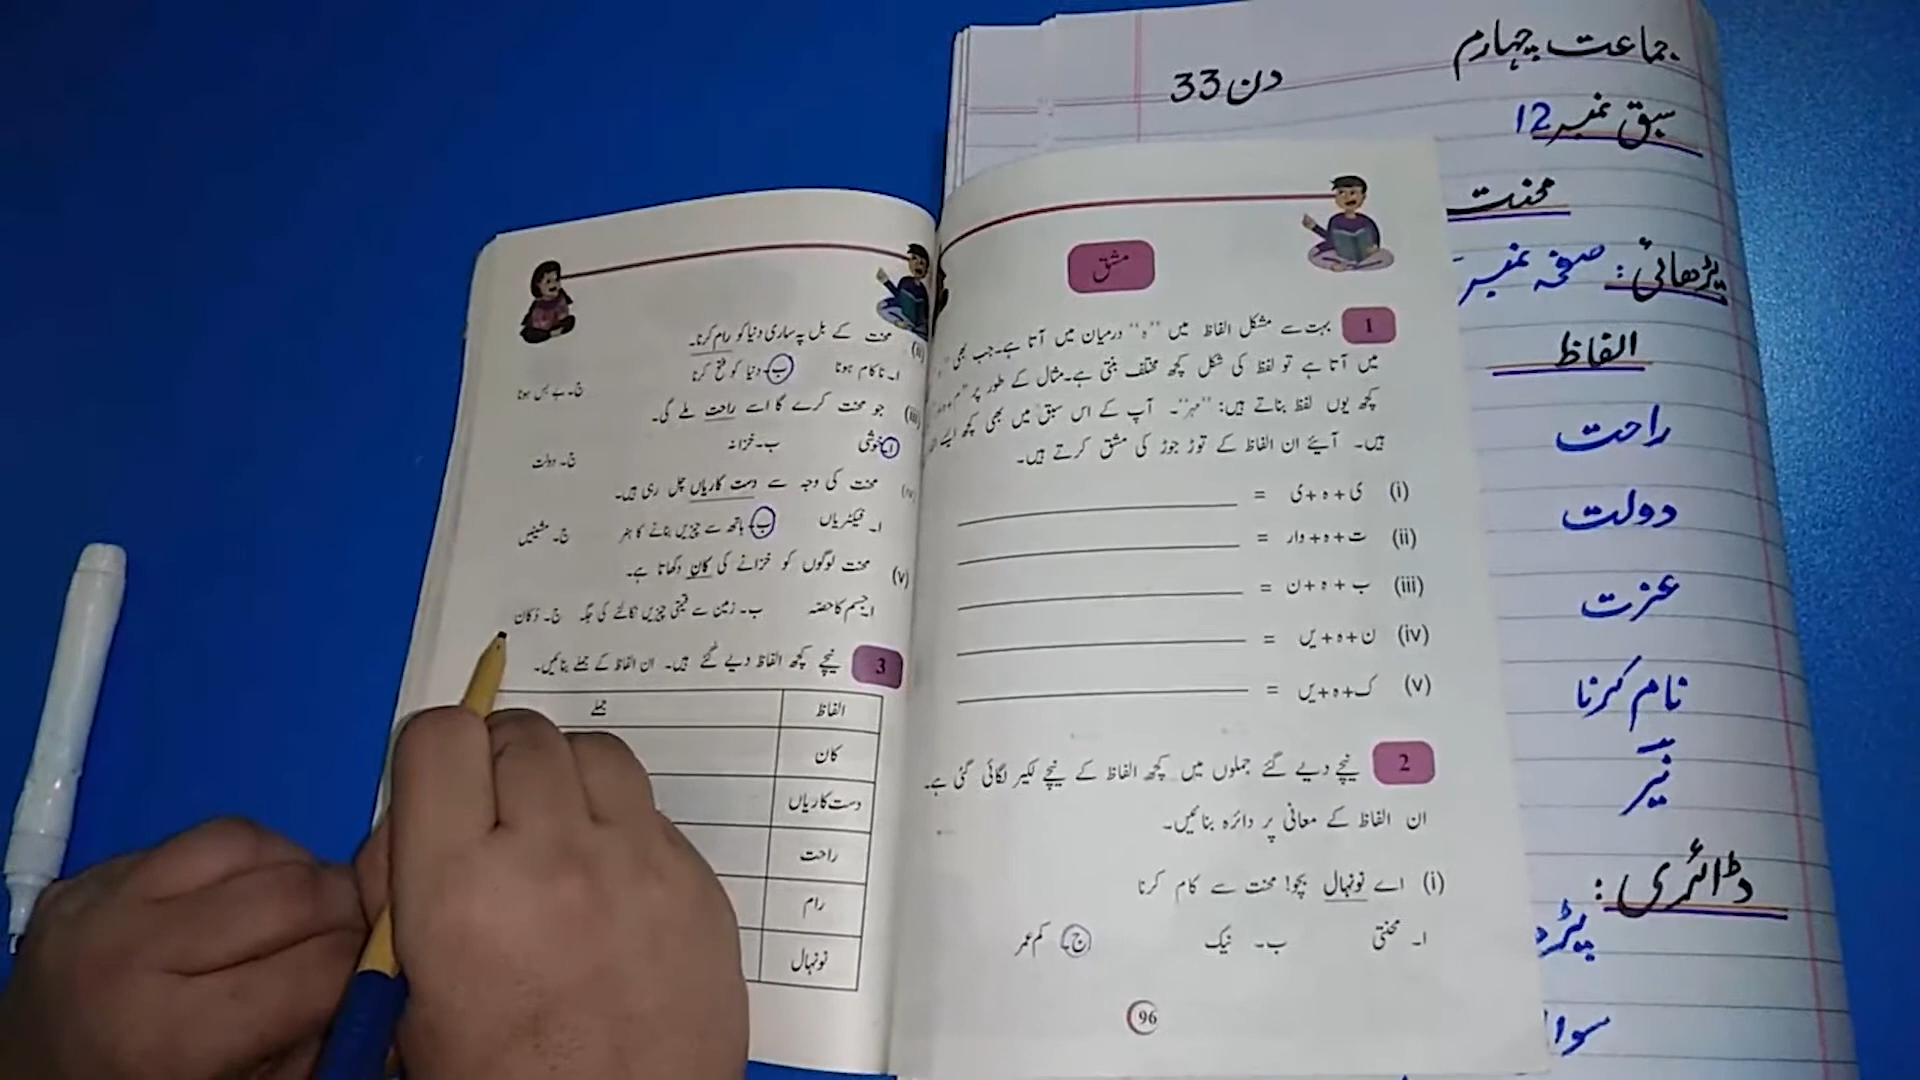 جماعت چہارم
دن 33
سبق نمبر 12
محنت
پڑھائی: صفحہ نمبر
الفاظ
راحت
دولت
عزت
نام کرنا
نیّر
ڈائری:
سوا
مشق
1 بہت سے مشکل الفاظ میں "ہ" درمیان میں آتا ہے۔ جب بھی
میں آتا ہے تو لفظ کی شکل کچھ مختلف بنتی ہے۔ مثال کے طور پر
کچھ یوں لفظ بناتے ہیں: "مہر"۔ آپ کے اس سبق میں بھی کچھ ایسے
ہیں۔ آیئے ان الفاظ کے توڑ جوڑ کی مشق کرتے ہیں۔
(i) ی + ہ + ی =
(ii) ت + ہ + وار =
(iii) ب + ہ + ن =
(iv) ن + ہ + یں =
(v) ک + ہ + یں =
2 نیچے دیے گئے جملوں میں کچھ الفاظ کے نیچے لکیر لگائی گئی ہے۔
ان الفاظ کے معانی پر دائرہ بنائیں۔
(i) اے نونہال بچو! محنت سے کام کرنا
ا۔ محنتی ب۔ نیک ج۔ کم عمر
96
(ii) محنت کے بل پہ ساری دنیا کو رام کرنا۔
ا۔ ناکام ہونا ب۔ دنیا کو فتح کرنا ج۔ بے بس ہونا
(iii) جو محنت کرے گا اسے راحت ملے گی۔
ا۔ خوشی ب۔ خزانہ ج۔ دولت
(iv) محنت کی وجہ سے دست کاریاں چل رہی ہیں۔
ا۔ فیکٹریاں ب۔ ہاتھ سے چیزیں بنانے کا ہنر ج۔ مشینیں
(v) محنت لوگوں کو خزانے کی کان دکھاتا ہے۔
ا۔ جسم کا حصّہ ب۔ زمین سے قیمتی چیزیں نکالنے کی جگہ ج۔ دُکان
3 نیچے کچھ الفاظ دیے گئے ہیں۔ ان الفاظ کے جملے بنائیں۔
الفاظ جملے
کان
دست کاریاں
راحت
رام
نونہال